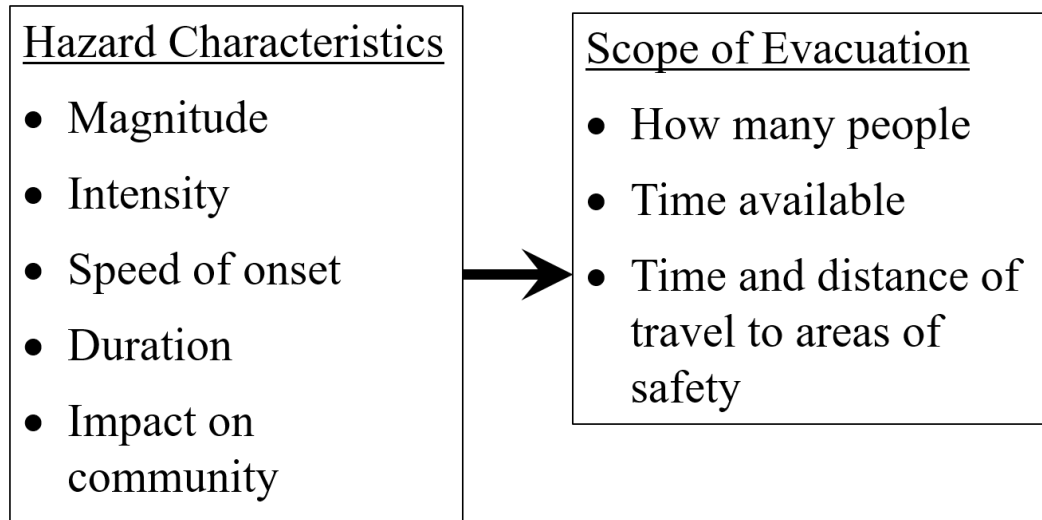 Hazard Characteristics
• Magnitude
• Intensity
• Speed of onset
• Duration
• Impact on
community
Scope of Evacuation
• How many people
• Time available
• Time and distance of
travel to areas of
safety